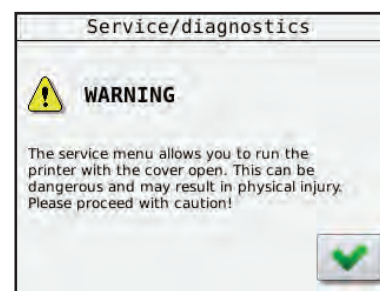 Service/diagnostics
WARNING
The service menu allows you to run the
printer with the cover open. This can be
dangerous and may result in physical injury.
Please proceed with caution!